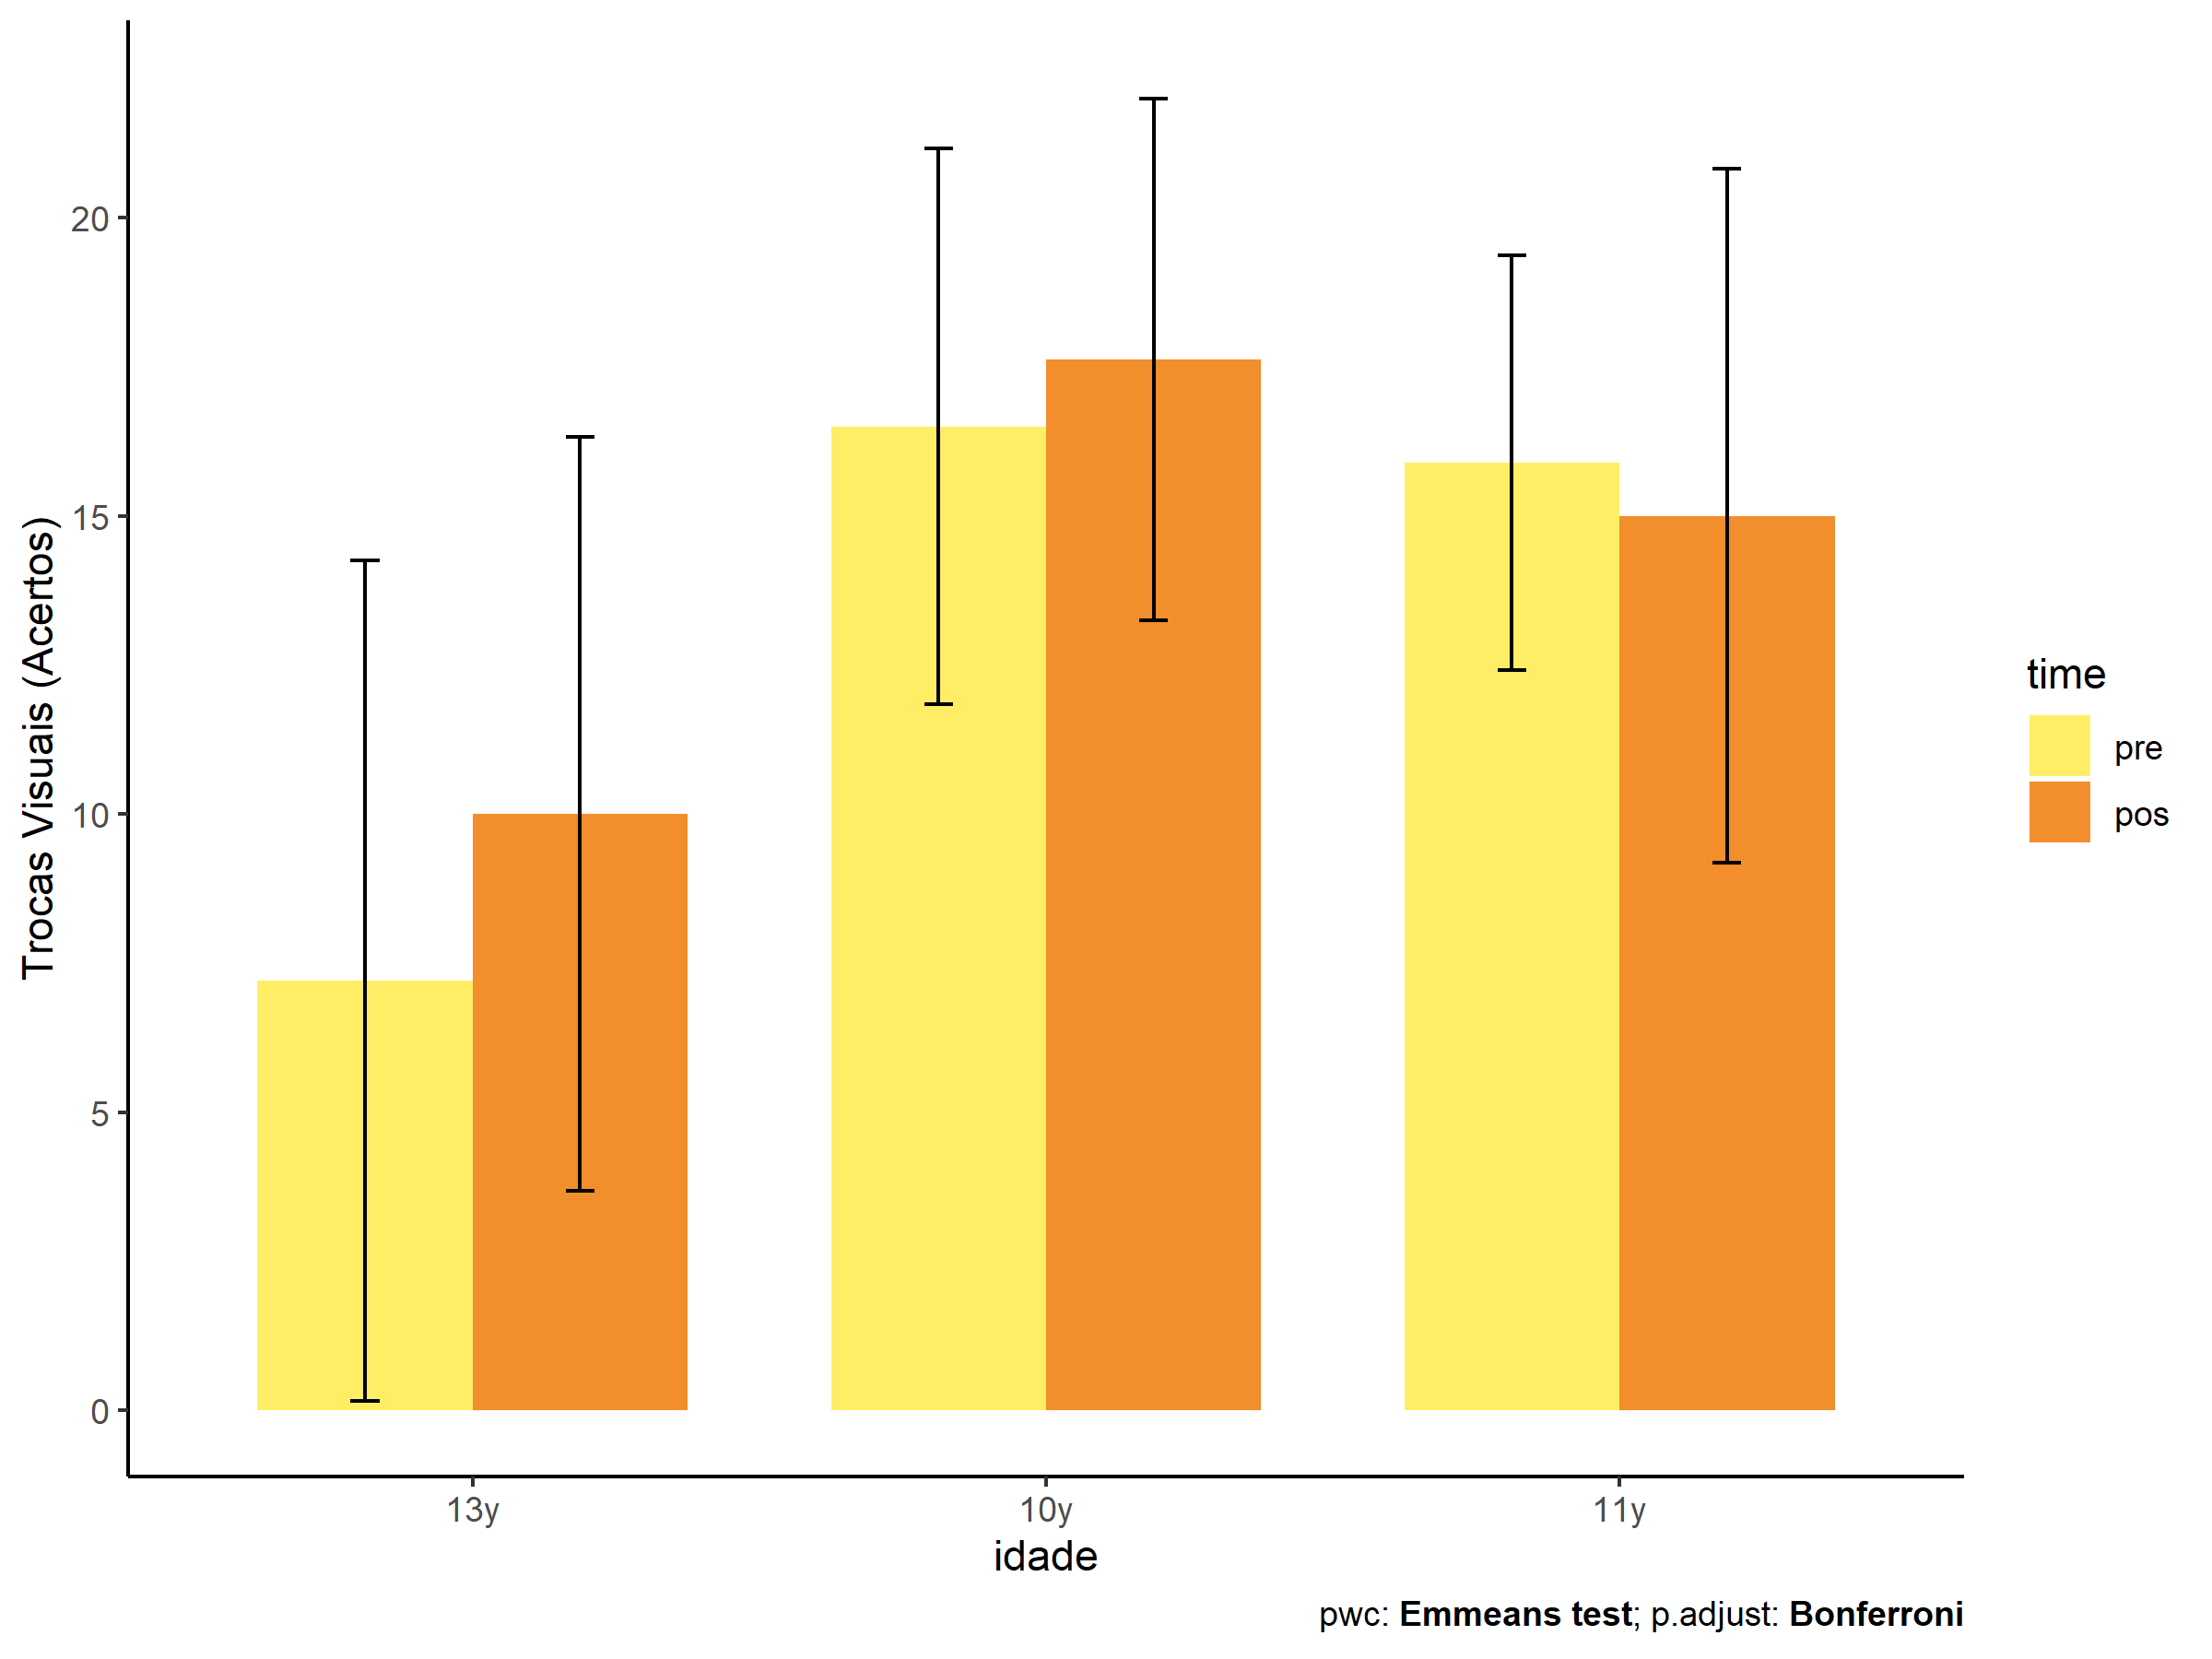 Trocas Visuais (Acertos)
20
15
10
5
0
13y
10y
11y
idade
time
pre
pos
pwc: Emmeans test; p.adjust: Bonferroni